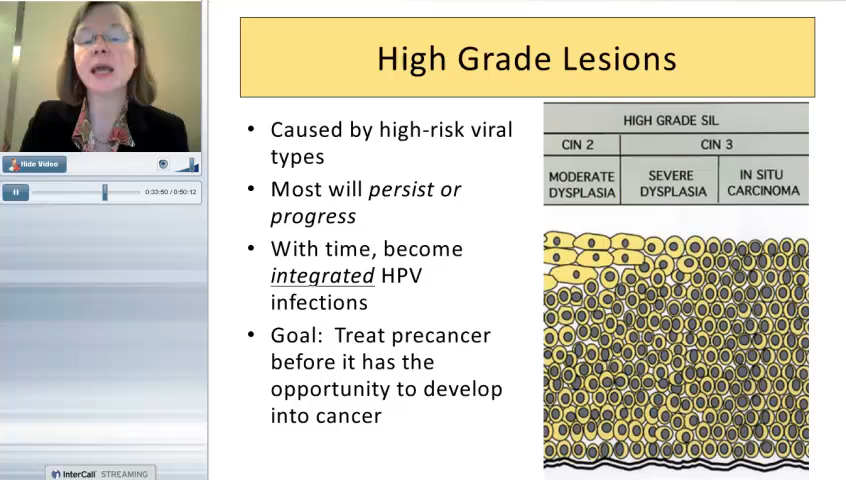 High Grade Lesions
Hide Video
0:33:50 / 0:50:12
• Caused by high-risk viral
types
• Most will persist or
progress
• With time, become
integrated HPV
infections
• Goal: Treat precancer
before it has the
opportunity to develop
into cancer
HIGH GRADE SIL
CIN 2
CIN 3
MODERATE
DYSPLASIA
SEVERE
DYSPLASIA
IN SITU
CARCINOMA
InterCall STREAMING